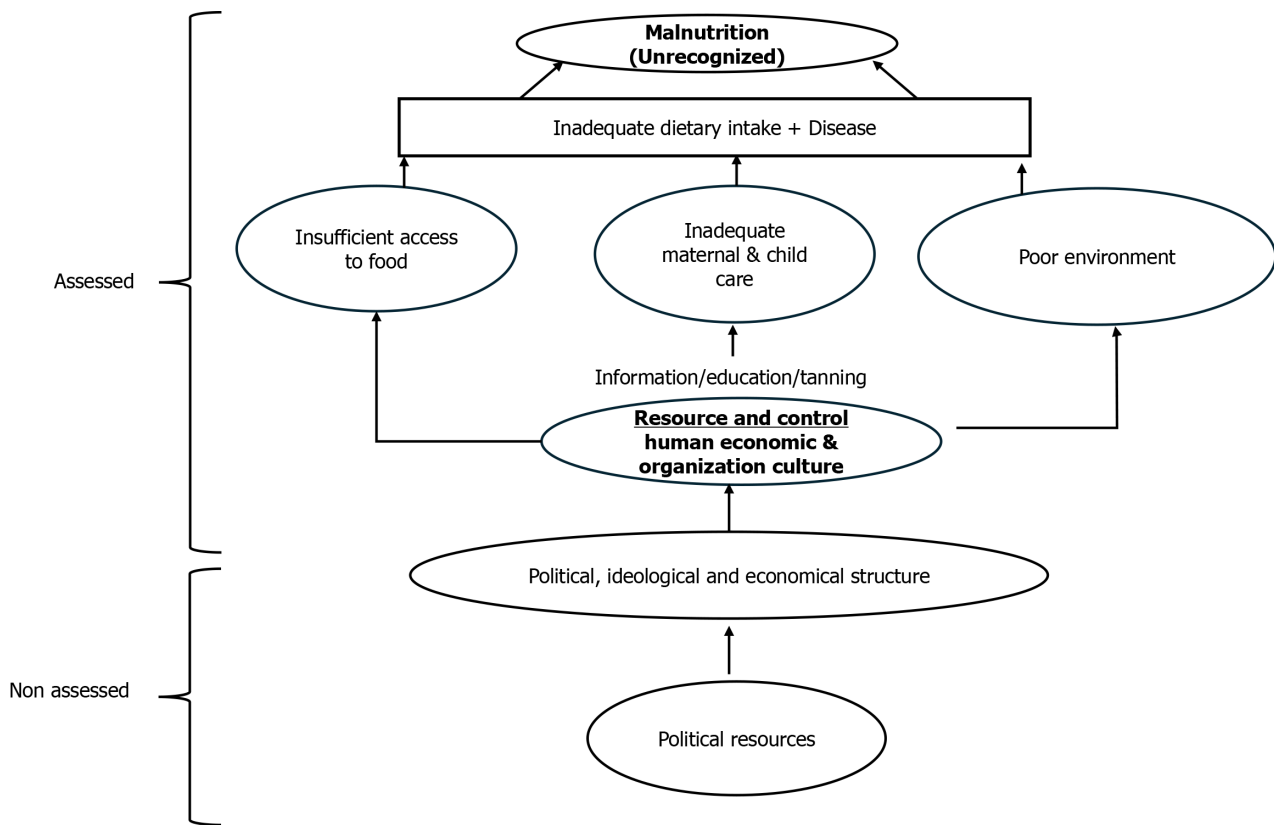 Malnutrition
(Unrecognized)
Inadequate dietary intake + Disease
Insufficient access
to food
Inadequate
maternal & child
care
Poor environment
Assessed
Information/education/tanning
Resource and control
human economic &
organization culture
Political, ideological and economical structure
Non assessed
Political resources